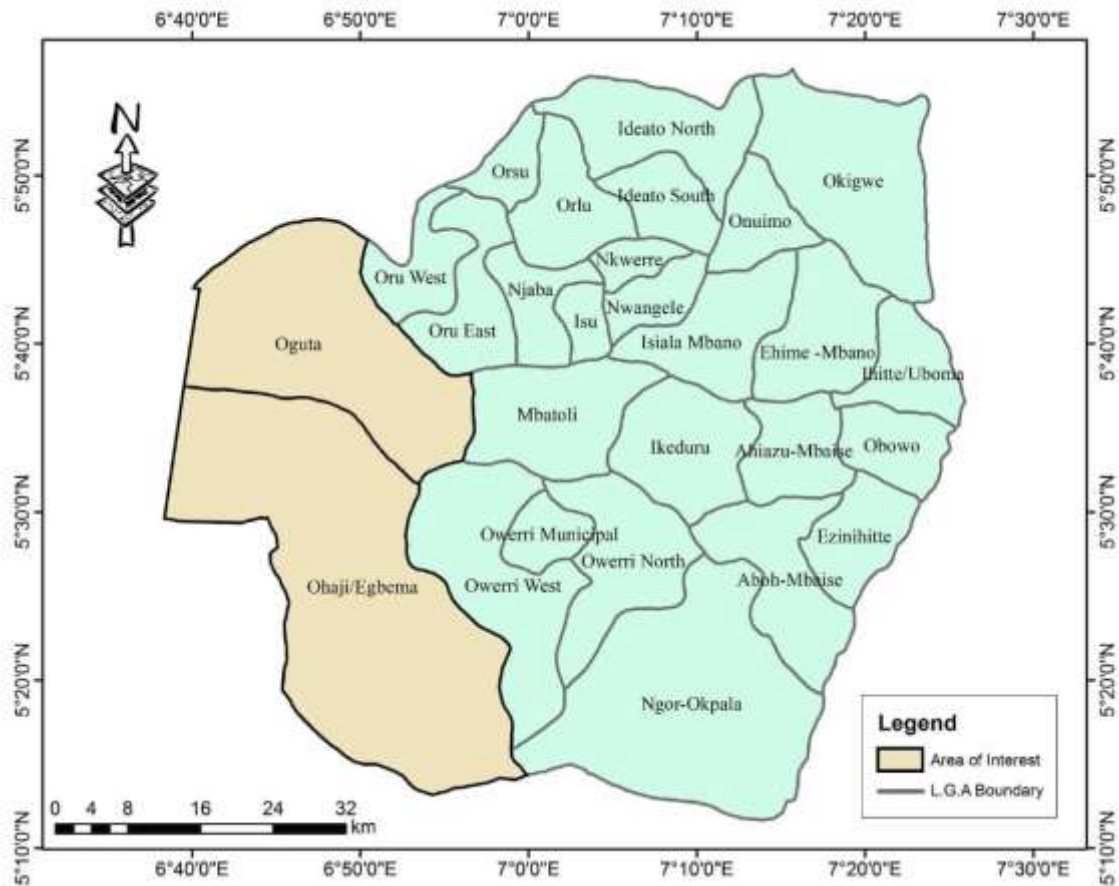 6°40'0"E 6°50'0"E 7°0'0"E 7°10'0"E 7°20'0"E 7°30'0"E
N
5°50'0"N
5°40'0"N
5°30'0"N
5°20'0"N
5°10'0"N
Ideato North
Orsu
Okigwe
Ideato South
Orlu
Onuimo
Nkwerre
Oru West
Njaba
Nwangele
Isu
Oru East
Isiala Mbano
Oguta
Ehime -Mbano
Ihitte/Uboma
Mbatoli
Ikeduru
Ahiazu-Mbaise
Obowo
Owerri Municipal
Ezinihitte
Owerri North
Aboh-Mbaise
Ohaji/Egbema
Owerri West
Ngor-Okpala
5°50'0"N
5°40'0"N
5°30'0"N
5°20'0"N
5°10'0"N
Legend
Area of Interest
L.G.A Boundary
0 4 8 16 24 32
km
6°40'0"E 6°50'0"E 7°0'0"E 7°10'0"E 7°20'0"E 7°30'0"E